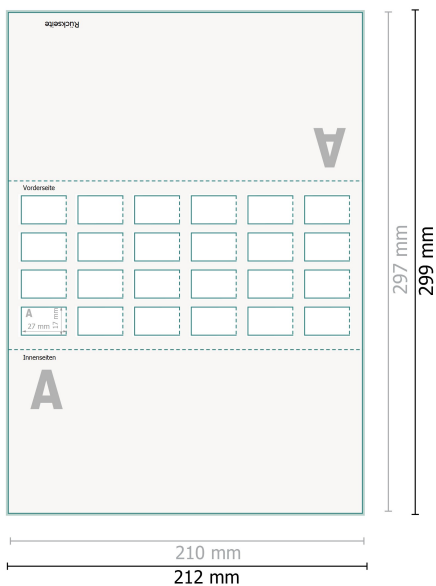 Rückseite
A
Vorderseite
A
27 mm
17 mm
Innenseiten
A
297 mm
299 mm
210 mm
212 mm